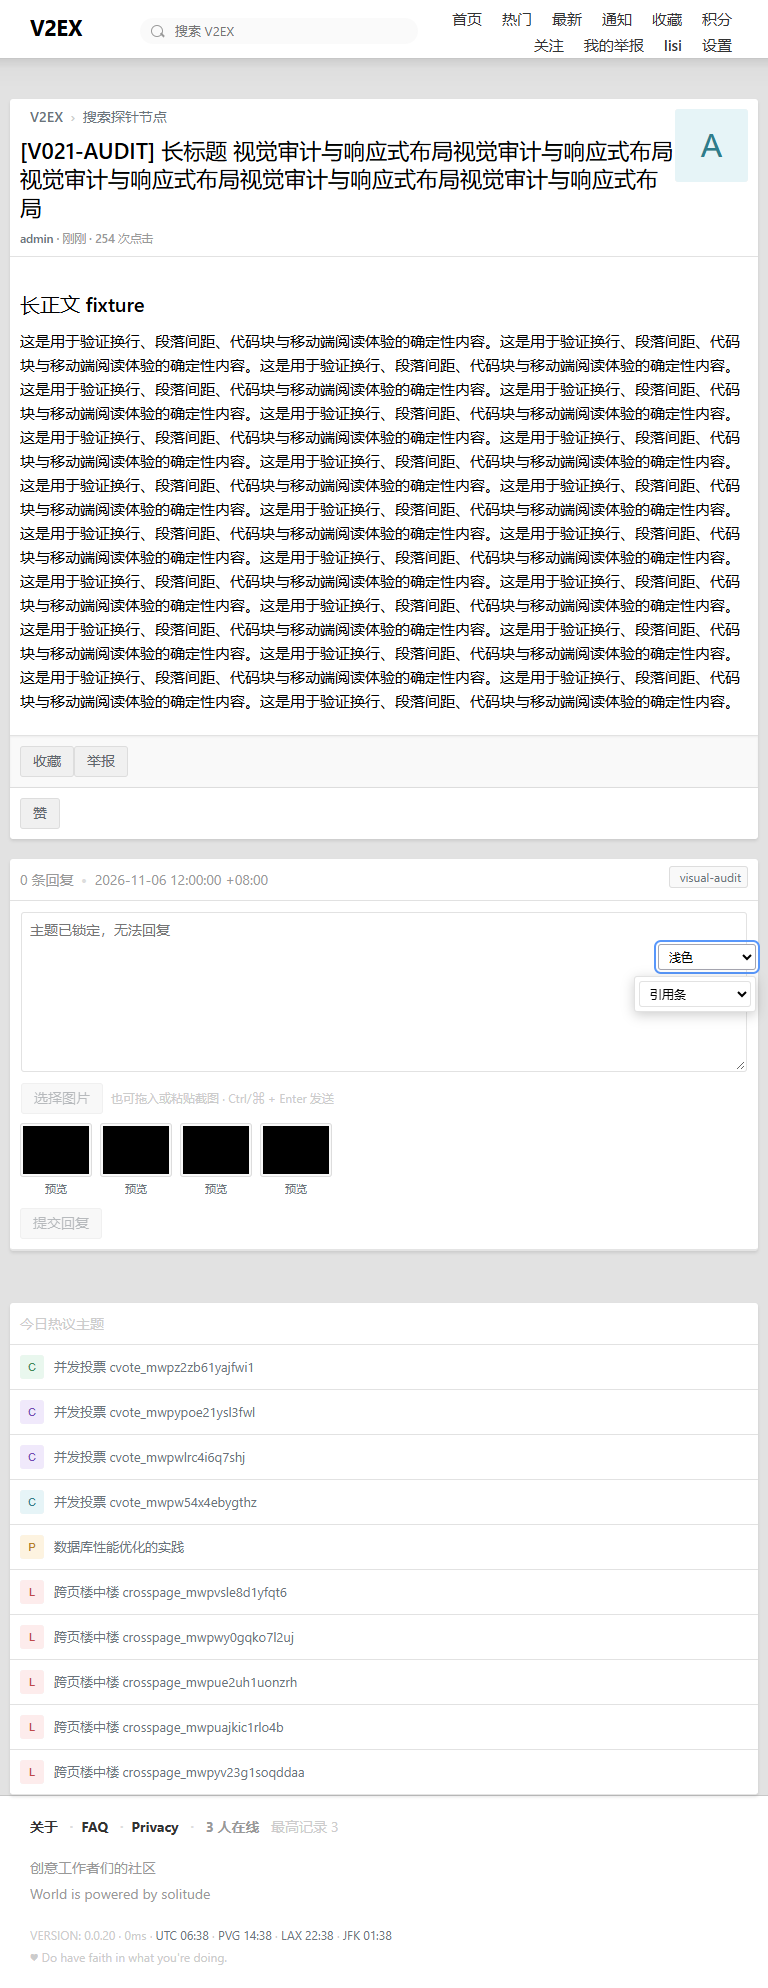 V2EX
搜索 V2EX
首页 热门 最新 通知 收藏 积分
关注 我的举报 lisi 设置
V2EX › 搜索探针节点
A
[V021-AUDIT] 长标题 视觉审计与响应式布局视觉审计与响应式布局
视觉审计与响应式布局视觉审计与响应式布局视觉审计与响应式布
局
admin · 刚刚 · 254 次点击
长正文 fixture
这是用于验证换行、段落间距、代码块与移动端阅读体验的确定性内容。这是用于验证换行、段落间距、代码
块与移动端阅读体验的确定性内容。这是用于验证换行、段落间距、代码块与移动端阅读体验的确定性内容。
这是用于验证换行、段落间距、代码块与移动端阅读体验的确定性内容。这是用于验证换行、段落间距、代码
块与移动端阅读体验的确定性内容。这是用于验证换行、段落间距、代码块与移动端阅读体验的确定性内容。
这是用于验证换行、段落间距、代码块与移动端阅读体验的确定性内容。这是用于验证换行、段落间距、代码
块与移动端阅读体验的确定性内容。这是用于验证换行、段落间距、代码块与移动端阅读体验的确定性内容。
这是用于验证换行、段落间距、代码块与移动端阅读体验的确定性内容。这是用于验证换行、段落间距、代码
块与移动端阅读体验的确定性内容。这是用于验证换行、段落间距、代码块与移动端阅读体验的确定性内容。
这是用于验证换行、段落间距、代码块与移动端阅读体验的确定性内容。这是用于验证换行、段落间距、代码
块与移动端阅读体验的确定性内容。这是用于验证换行、段落间距、代码块与移动端阅读体验的确定性内容。
这是用于验证换行、段落间距、代码块与移动端阅读体验的确定性内容。这是用于验证换行、段落间距、代码
块与移动端阅读体验的确定性内容。这是用于验证换行、段落间距、代码块与移动端阅读体验的确定性内容。
这是用于验证换行、段落间距、代码块与移动端阅读体验的确定性内容。这是用于验证换行、段落间距、代码
块与移动端阅读体验的确定性内容。这是用于验证换行、段落间距、代码块与移动端阅读体验的确定性内容。
这是用于验证换行、段落间距、代码块与移动端阅读体验的确定性内容。这是用于验证换行、段落间距、代码
块与移动端阅读体验的确定性内容。这是用于验证换行、段落间距、代码块与移动端阅读体验的确定性内容。
收藏 举报
赞
0 条回复 • 2026-11-06 12:00:00 +08:00
visual-audit
主题已锁定，无法回复
浅色
引用条
选择图片 也可拖入或粘贴截图 · Ctrl/⌘ + Enter 发送
预览 预览 预览 预览
提交回复
今日热议主题
C 并发投票 cvote_mwpz2zb61yajfwi1
C 并发投票 cvote_mwpypoe21ysl3fwl
C 并发投票 cvote_mwpwlrc4i6q7shj
C 并发投票 cvote_mwpw54x4ebygthz
P 数据库性能优化的实践
L 跨页楼中楼 crosspage_mwpvsle8d1yfqt6
L 跨页楼中楼 crosspage_mwpwy0gqko7l2uj
L 跨页楼中楼 crosspage_mwpue2uh1uonzrh
L 跨页楼中楼 crosspage_mwpuajkic1rlo4b
L 跨页楼中楼 crosspage_mwpyv23g1soqddaa
关于 · FAQ · Privacy · 3 人在线 最高记录 3
创意工作者们的社区
World is powered by solitude
VERSION: 0.0.20 · 0ms · UTC 06:38 · PVG 14:38 · LAX 22:38 · JFK 01:38
♥ Do have faith in what you're doing.